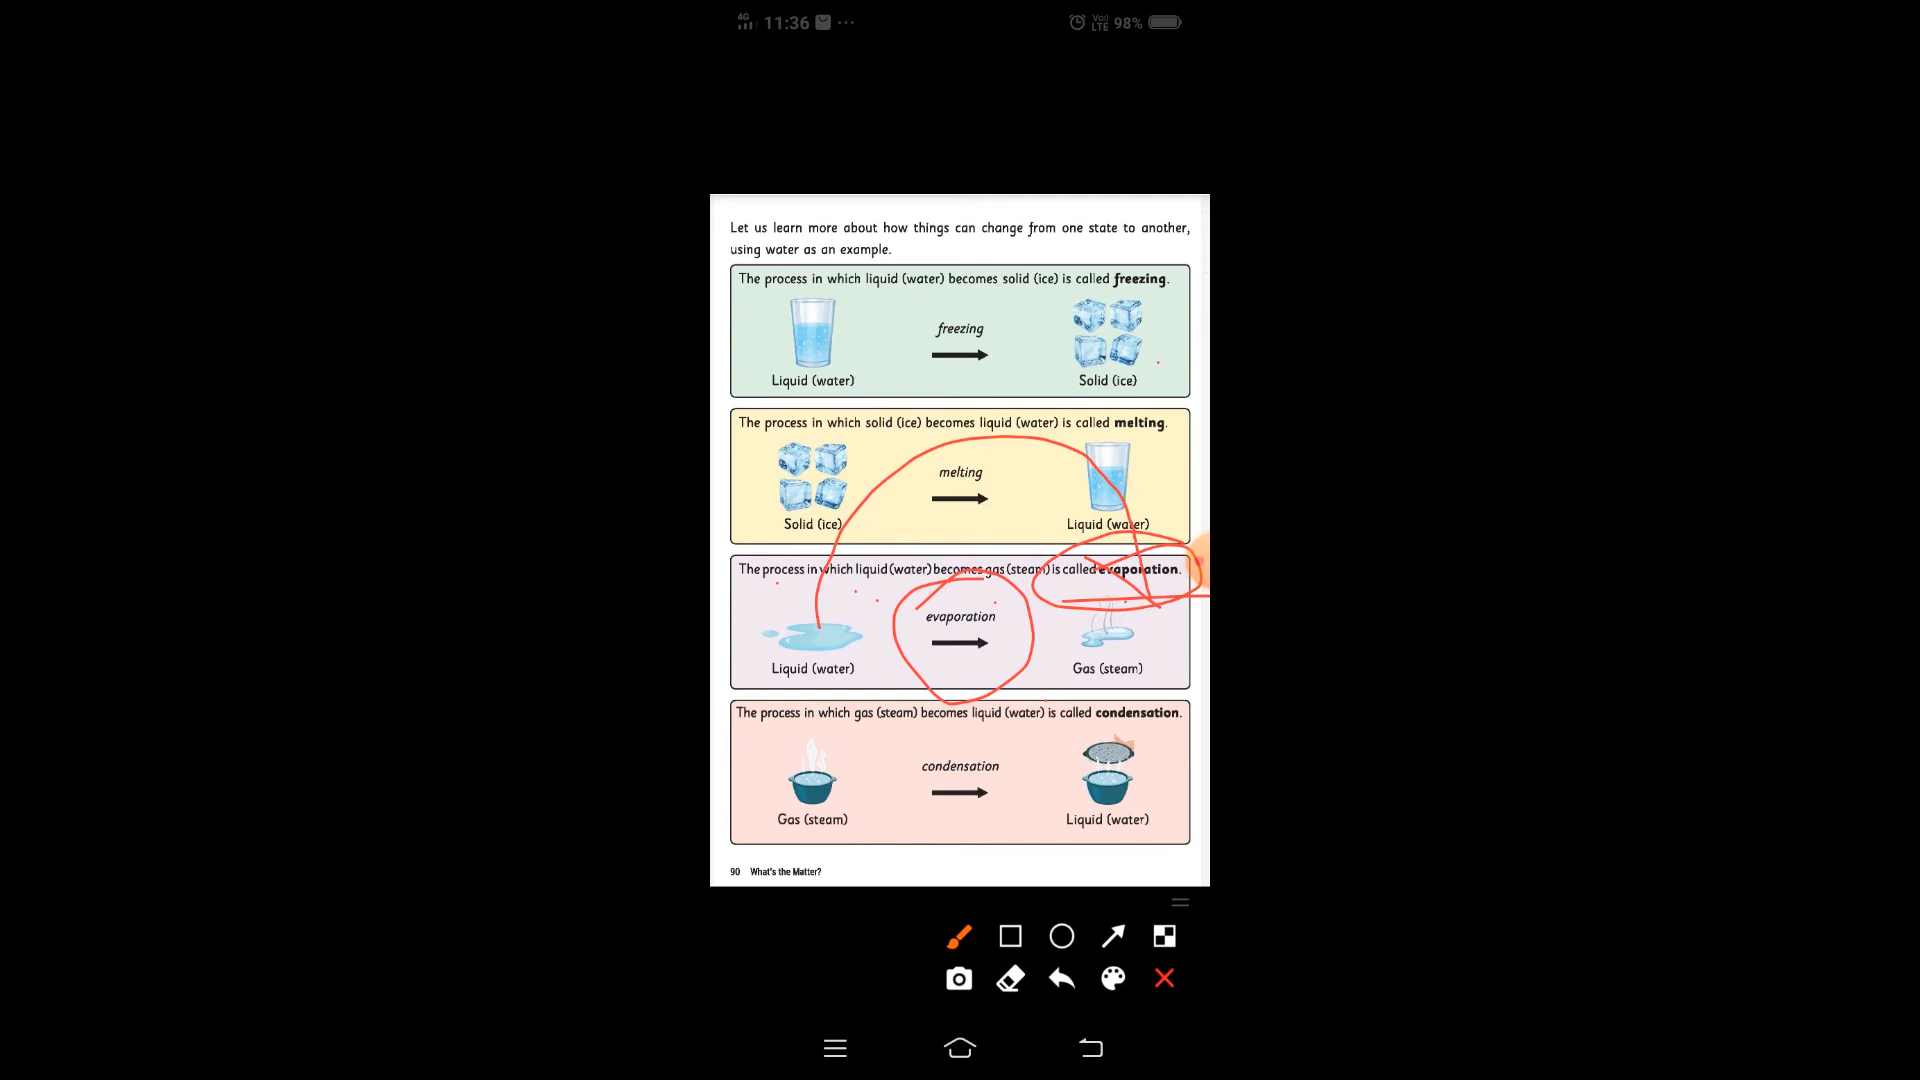 4G 11:36 ... VoLTE 98%
Let us learn more about how things can change from one state to another,
using water as an example.
The process in which liquid (water) becomes solid (ice) is called freezing.
freezing
Liquid (water) Solid (ice)
The process in which solid (ice) becomes liquid (water) is called melting.
melting
Solid (ice) Liquid (water)
The process in which liquid (water) becomes gas (steam) is called evaporation.
evaporation
Liquid (water) Gas (steam)
The process in which gas (steam) becomes liquid (water) is called condensation.
condensation
Gas (steam) Liquid (water)
90 What's the Matter?